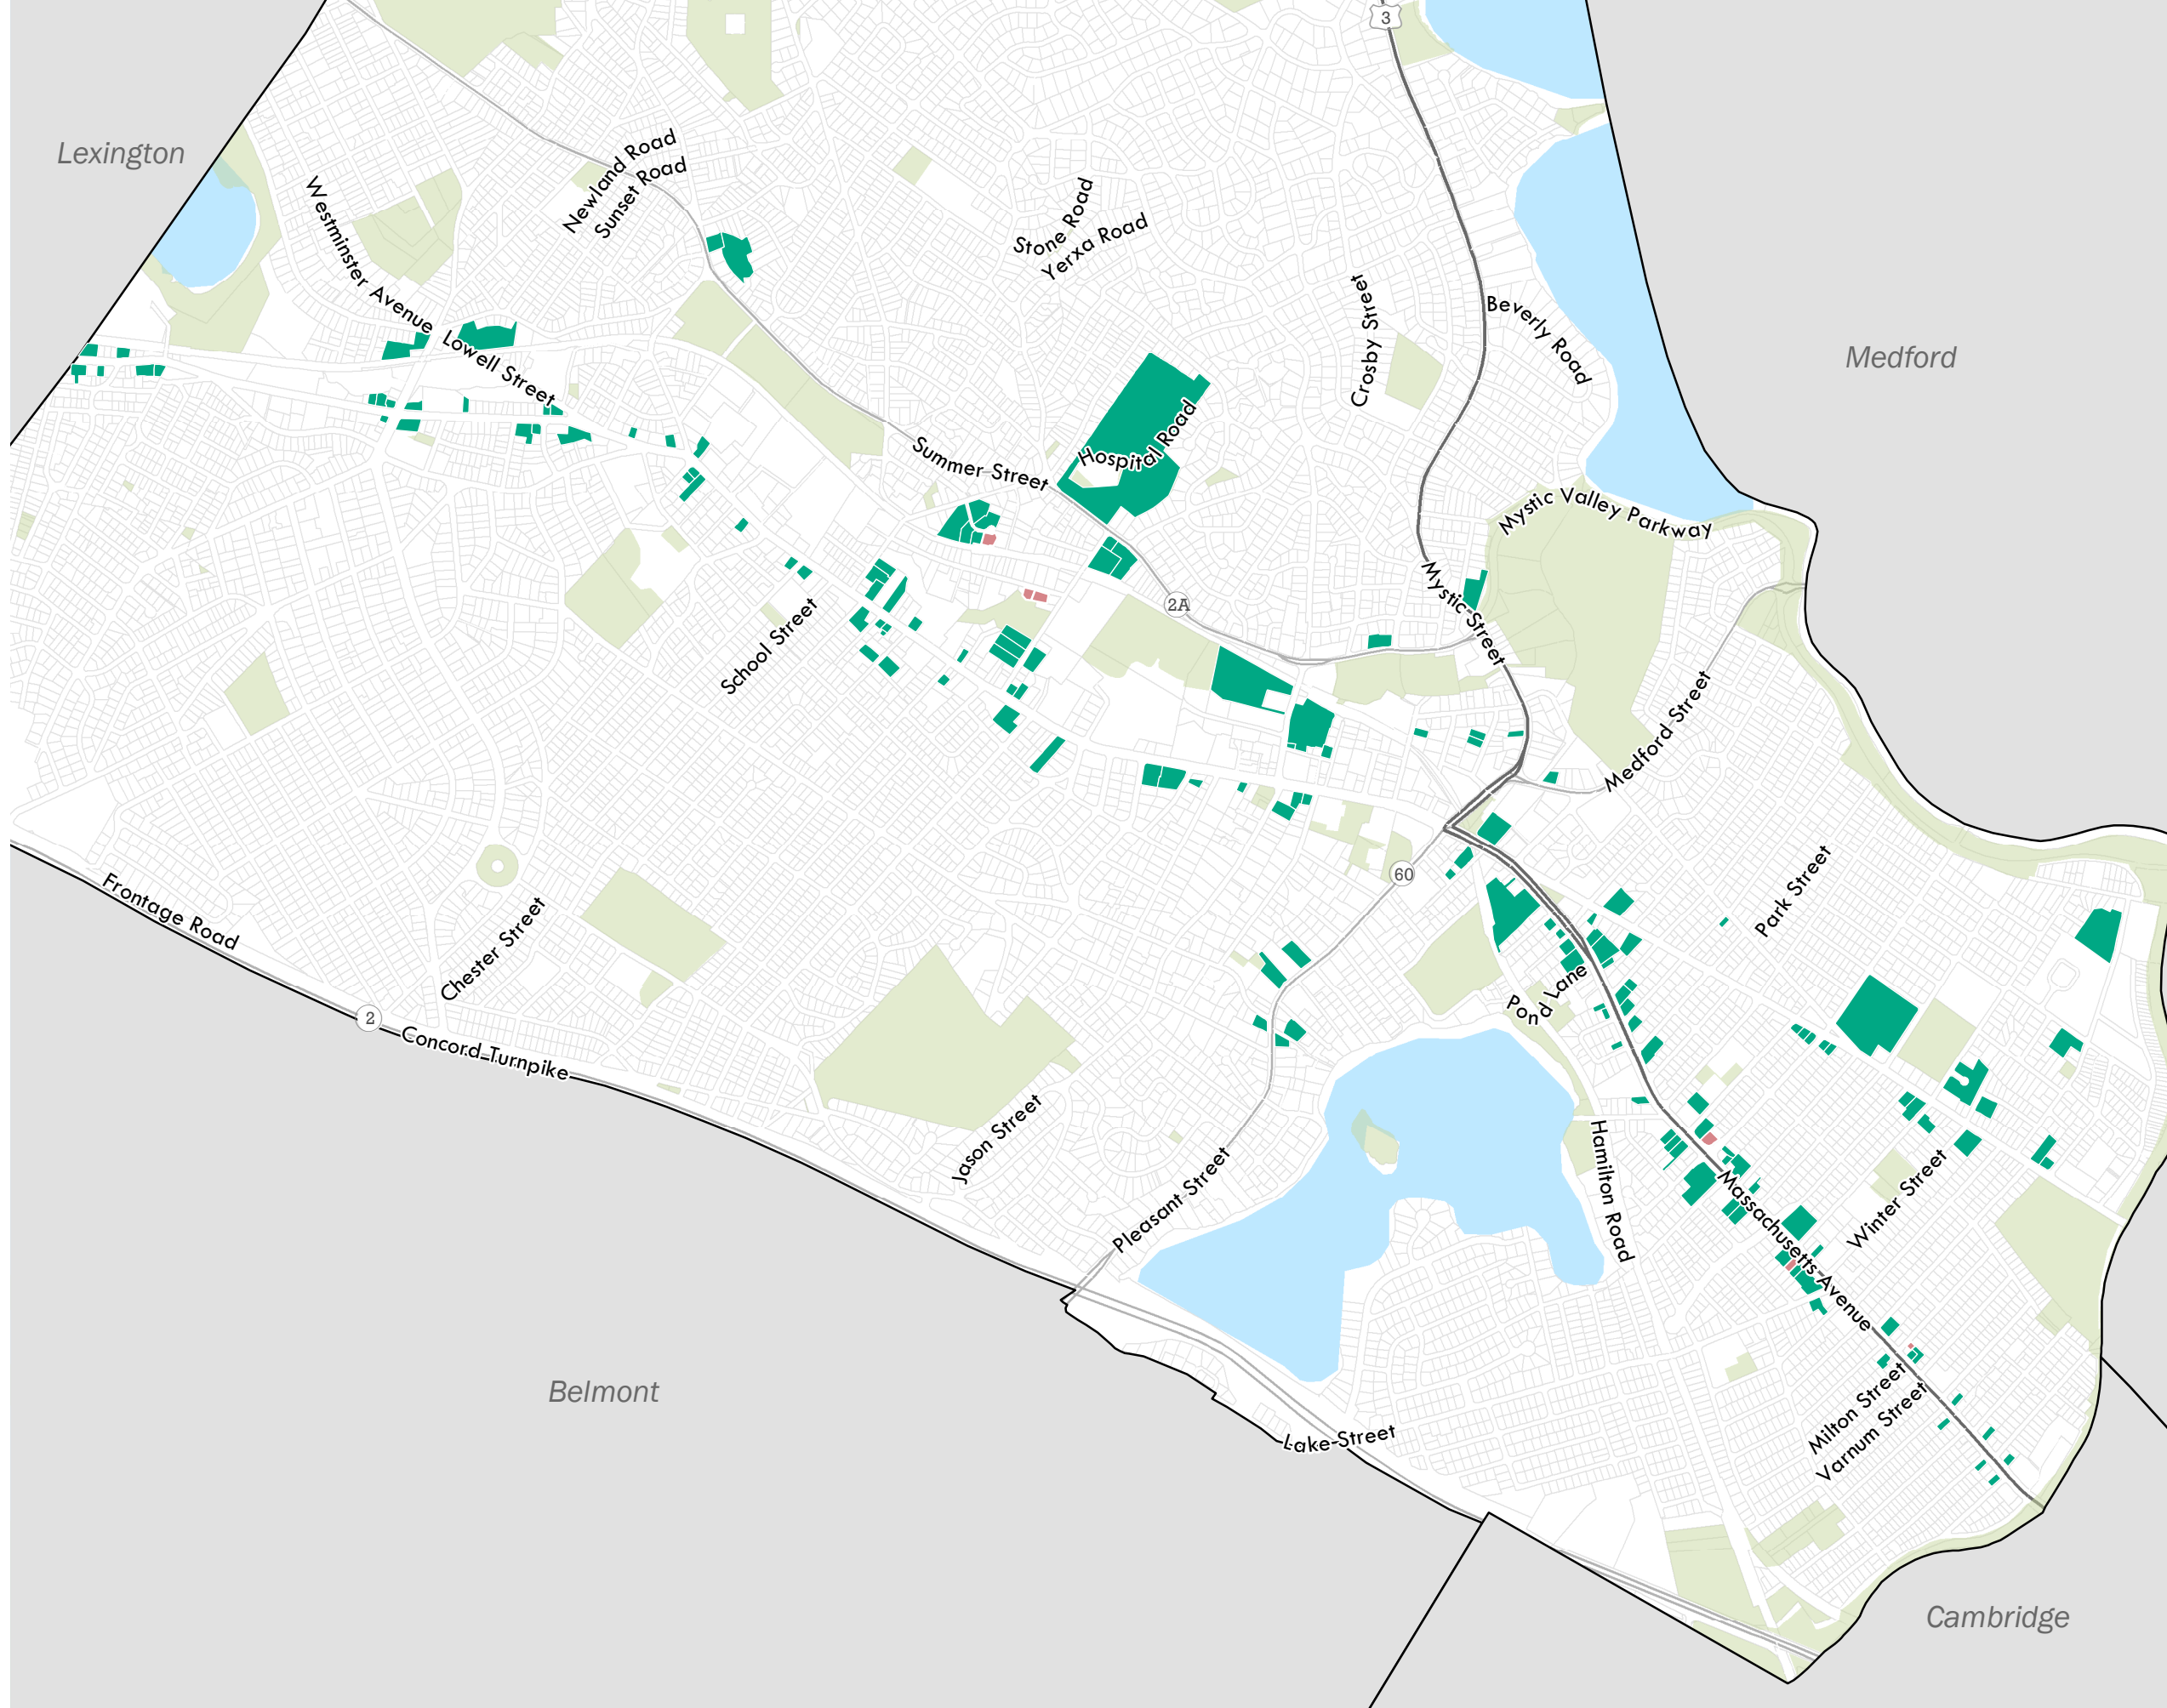 3
Lexington
Newland Road
Sunset Road
Westminster Avenue
Stone Road
Yerxa Road
Crosby Street
Beverly Road
Medford
Lowell Street
Hospital Road
Summer Street
Mystic Valley Parkway
Mystic Street
2A
School Street
Medford Street
60
Park Street
Frontage Road
Chester Street
Pond Lane
2
Concord Turnpike
Jason Street
Hamilton Road
Pleasant Street
Massachusetts Avenue
Winter Street
Belmont
Milton Street
Varnum Street
Lake Street
Cambridge